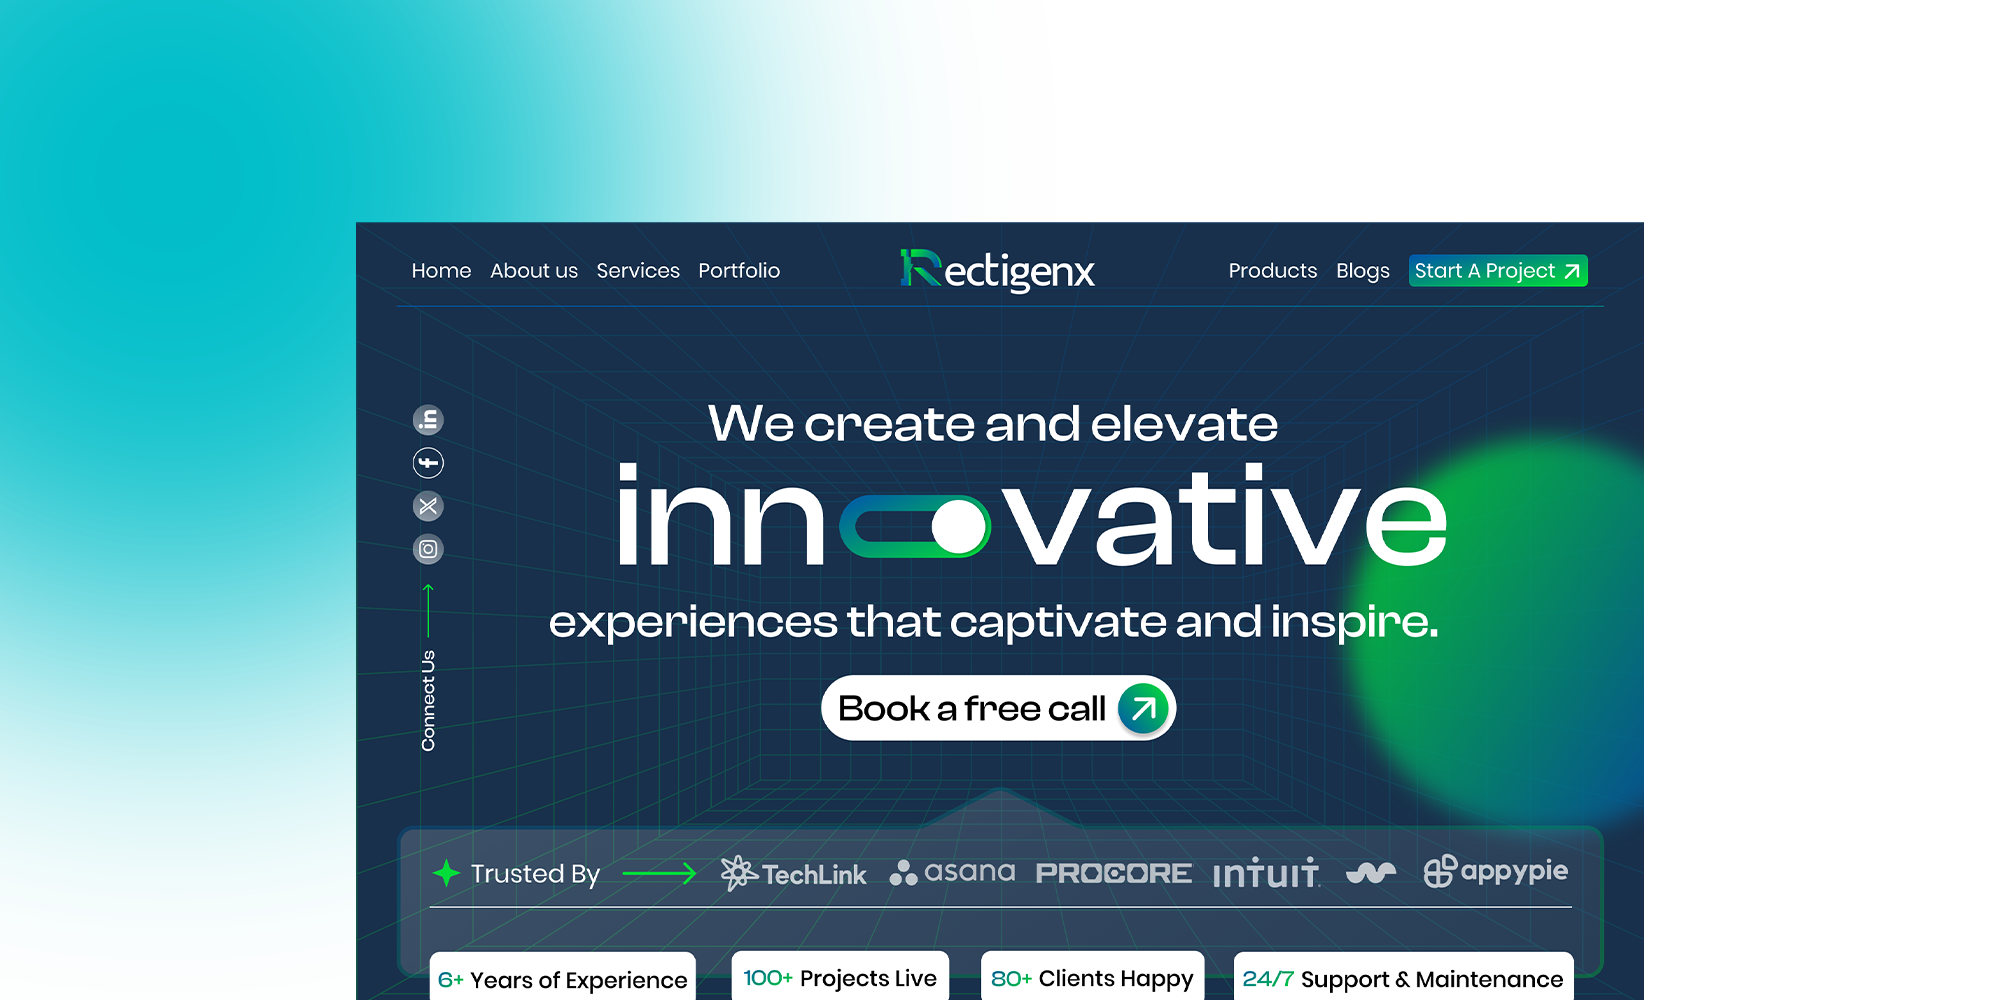 Home About us Services Portfolio Rectigenx Products Blogs Start A Project
We create and elevate
innovative
experiences that captivate and inspire.
Book a free call
Connect Us
Trusted By TechLink asana PROCORE intuit appypie
6+ Years of Experience 100+ Projects Live 80+ Clients Happy 24/7 Support & Maintenance